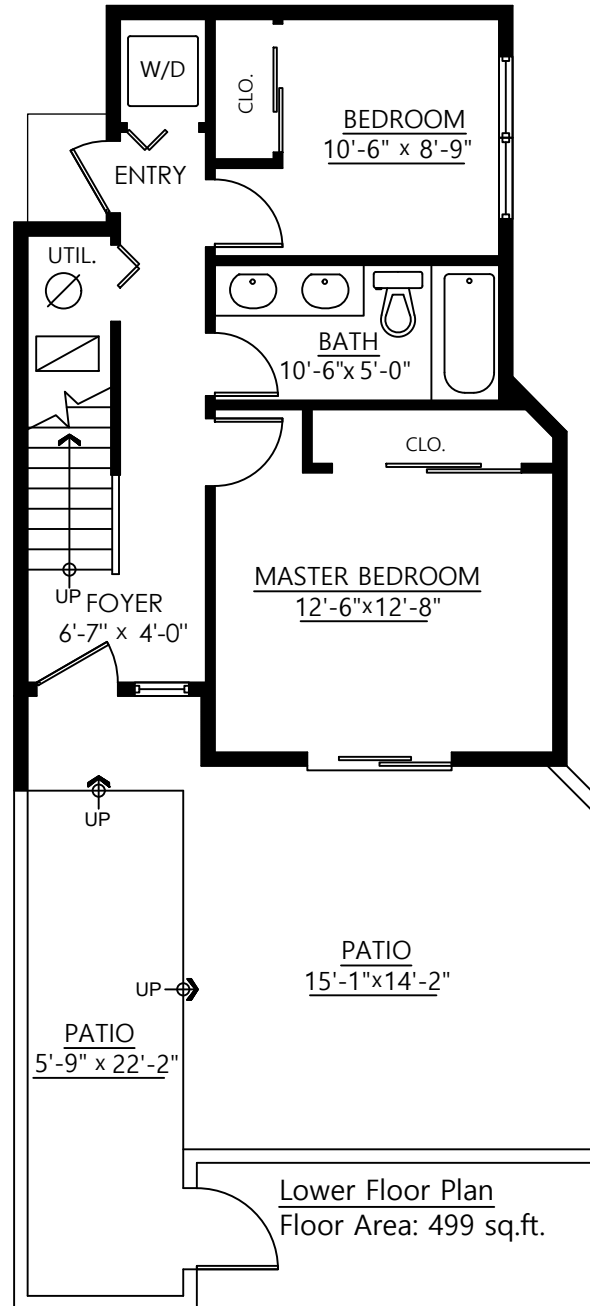 W/D
CLO.
BEDROOM
10'-6" x 8'-9"
ENTRY
UTIL.
BATH
10'-6"x 5'-0"
CLO.
MASTER BEDROOM
12'-6"x12'-8"
UP
FOYER
6'-7" x 4'-0"
UP
PATIO
15'-1"x14'-2"
UP
PATIO
5'-9" x 22'-2"
Lower Floor Plan
Floor Area: 499 sq.ft.